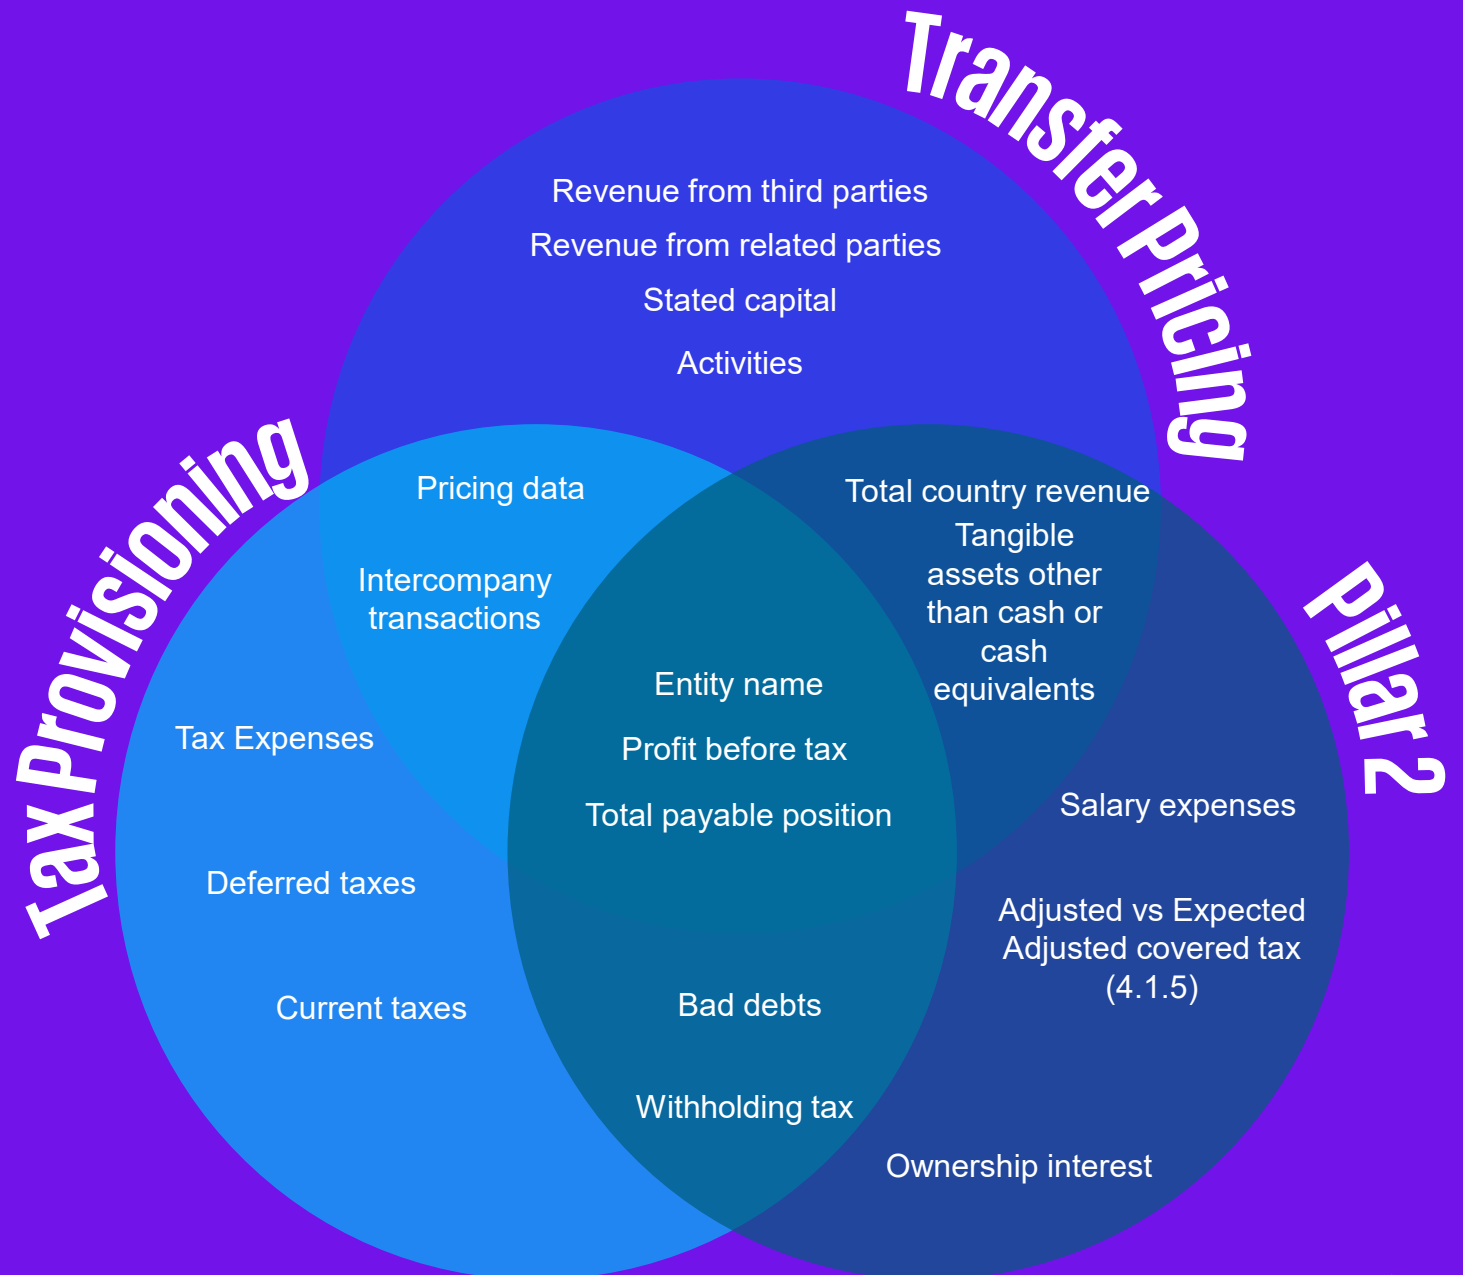 Transfer Pricing
Revenue from third parties
Revenue from related parties
Stated capital
Activities
Tax Provisioning
Pricing data
Intercompany
transactions
Total country revenue
Tangible
assets other
than cash or
cash
equivalents
Pillar 2
Entity name
Profit before tax
Total payable position
Tax Expenses
Deferred taxes
Current taxes
Salary expenses
Adjusted vs Expected
Adjusted covered tax
(4.1.5)
Bad debts
Withholding tax
Ownership interest